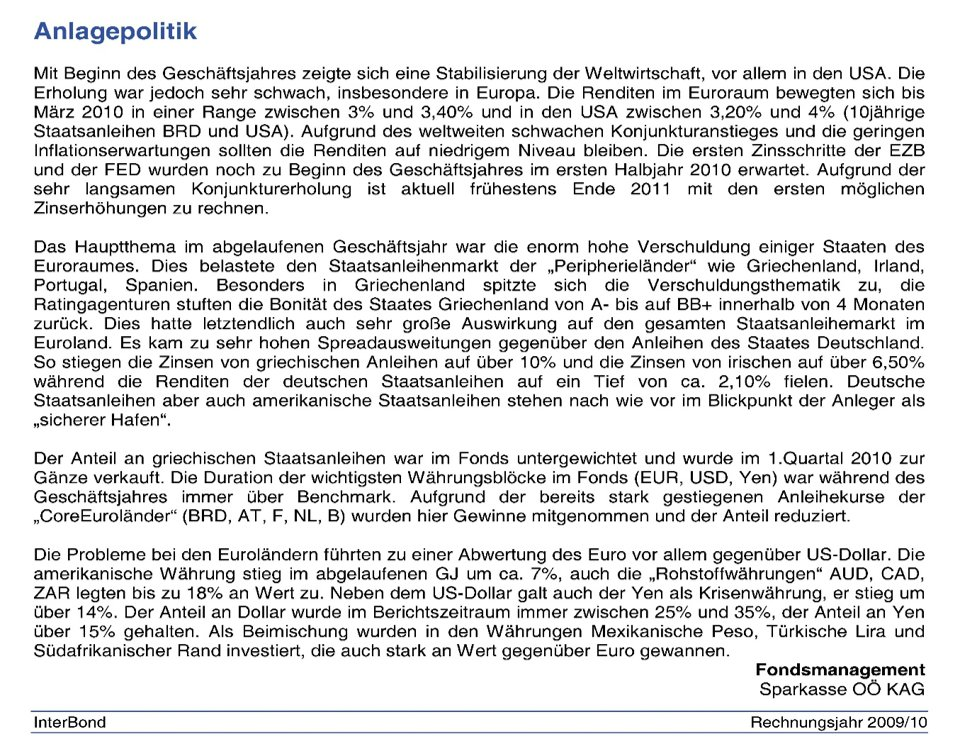 Anlagepolitik
Mit Beginn des Geschäftsjahres zeigte sich eine Stabilisierung der Weltwirtschaft, vor allem in den USA. Die
Erholung war jedoch sehr schwach, insbesondere in Europa. Die Renditen im Euroraum bewegten sich bis
März 2010 in einer Range zwischen 3% und 3,40% und in den USA zwischen 3,20% und 4% (10jährige
Staatsanleihen BRD und USA). Aufgrund des weltweiten schwachen Konjunkturanstieges und die geringen
Inflationserwartungen sollten die Renditen auf niedrigem Niveau bleiben. Die ersten Zinsschritte der EZB
und der FED wurden noch zu Beginn des Geschäftsjahres im ersten Halbjahr 2010 erwartet. Aufgrund der
sehr langsamen Konjunkturerholung ist aktuell frühestens Ende 2011 mit den ersten möglichen
Zinserhöhungen zu rechnen.
Das Hauptthema im abgelaufenen Geschäftsjahr war die enorm hohe Verschuldung einiger Staaten des
Euroraumes. Dies belastete den Staatsanleihenmarkt der „Peripherieländer“ wie Griechenland, Irland,
Portugal, Spanien. Besonders in Griechenland spitzte sich die Verschuldungsthematik zu, die
Ratingagenturen stuften die Bonität des Staates Griechenland von A- bis auf BB+ innerhalb von 4 Monaten
zurück. Dies hatte letztendlich auch sehr große Auswirkung auf den gesamten Staatsanleihemarkt im
Euroland. Es kam zu sehr hohen Spreadausweitungen gegenüber den Anleihen des Staates Deutschland.
So stiegen die Zinsen von griechischen Anleihen auf über 10% und die Zinsen von irischen auf über 6,50%
während die Renditen der deutschen Staatsanleihen auf ein Tief von ca. 2,10% fielen. Deutsche
Staatsanleihen aber auch amerikanische Staatsanleihen stehen nach wie vor im Blickpunkt der Anleger als
„sicherer Hafen“.
Der Anteil an griechischen Staatsanleihen war im Fonds untergewichtet und wurde im 1.Quartal 2010 zur
Gänze verkauft. Die Duration der wichtigsten Währungsblöcke im Fonds (EUR, USD, Yen) war während des
Geschäftsjahres immer über Benchmark. Aufgrund der bereits stark gestiegenen Anleihekurse der
„CoreEuroländer“ (BRD, AT, F, NL, B) wurden hier Gewinne mitgenommen und der Anteil reduziert.
Die Probleme bei den Euroländern führten zu einer Abwertung des Euro vor allem gegenüber US-Dollar. Die
amerikanische Währung stieg im abgelaufenen GJ um ca. 7%, auch die „Rohstoffwährungen“ AUD, CAD,
ZAR legten bis zu 18% an Wert zu. Neben dem US-Dollar galt auch der Yen als Krisenwährung, er stieg um
über 14%. Der Anteil an Dollar wurde im Berichtszeitraum immer zwischen 25% und 35%, der Anteil an Yen
über 15% gehalten. Als Beimischung wurden in den Währungen Mexikanische Peso, Türkische Lira und
Südafrikanischer Rand investiert, die auch stark an Wert gegenüber Euro gewannen.
Fondsmanagement
Sparkasse OÖ KAG
InterBond
Rechnungsjahr 2009/10